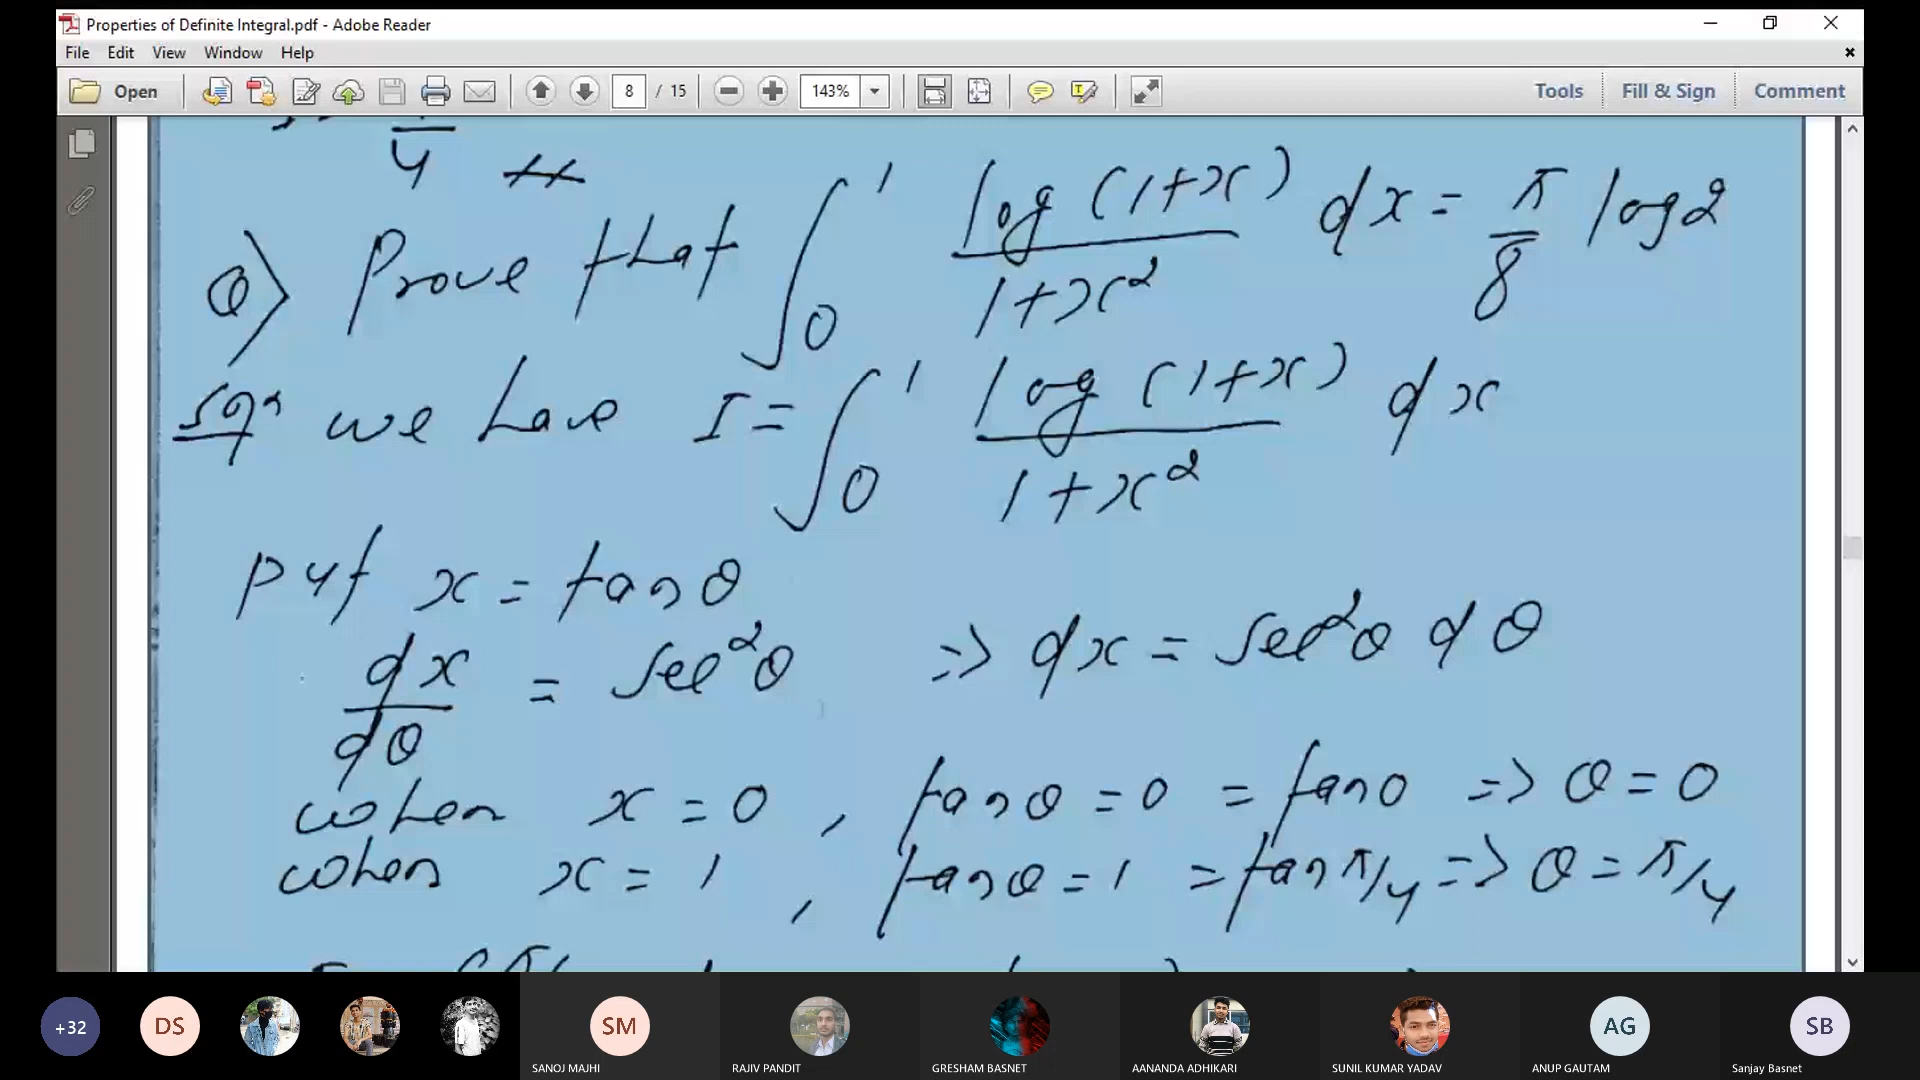 Properties of Definite Integral.pdf - Adobe Reader
File Edit View Window Help
Open 8 / 15 143% Tools Fill & Sign Comment
4
Q) Prove that ∫₀¹ log(1+x)/(1+x²) dx = π/8 log2
Solⁿ we have I = ∫₀¹ log(1+x)/(1+x²) dx
put x = tanθ
dx/dθ = sec²θ => dx = sec²θ dθ
when x = 0, tanθ = 0 = tan0 => θ = 0
when x = 1, tanθ = 1 = tanπ/4 => θ = π/4
+32 DS SM AG SB
SANOJ MAJHI RAJIV PANDIT GRESHAM BASNET AANANDA ADHIKARI SUNIL KUMAR YADAV ANUP GAUTAM Sanjay Basnet